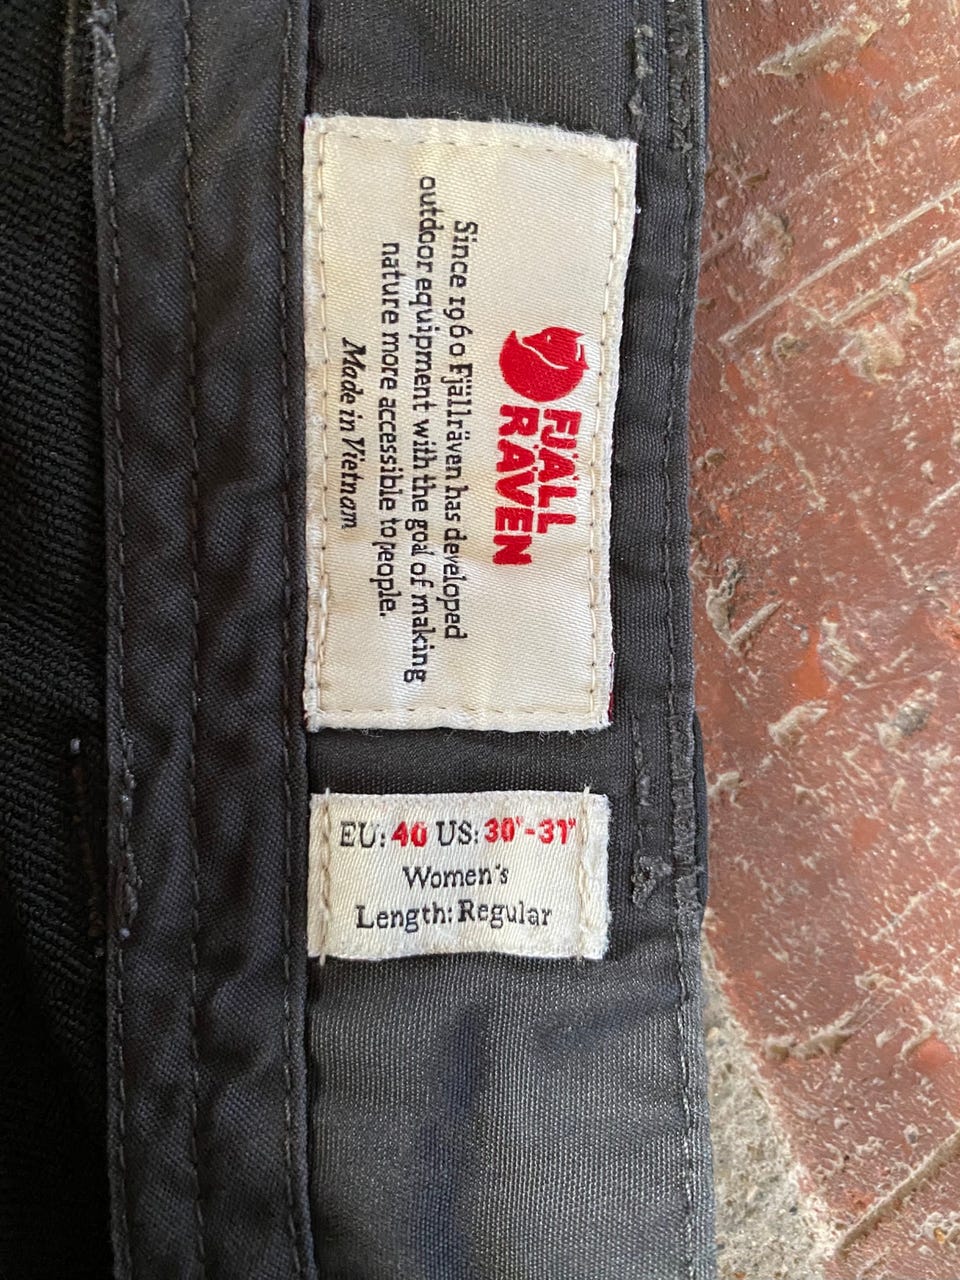 FJÄLL
RÄVEN
Since 1960 Fjällräven has developed
outdoor equipment with the goal of making
nature more accessible to people.
Made in Vietnam
EU: 40 US: 30"-31"
Women's
Length: Regular